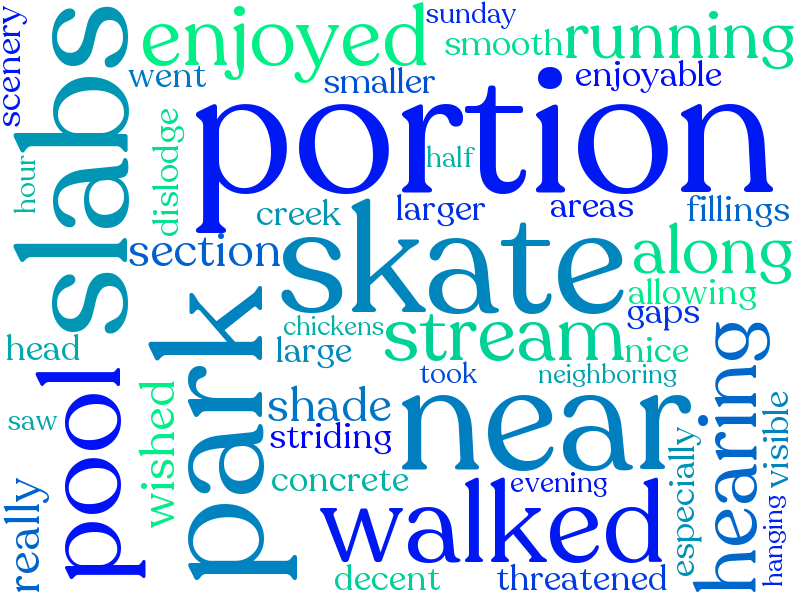 scenery
slabs
enjoyed
sunday
smooth
running
went
smaller
enjoyable
portion
hour
dislodge
half
creek
larger
areas
fillings
section
skate
along
allowing
gaps
head
park
chickens
stream
large
nice
took
neighboring
pool
wished
shade
near
hearing
saw
striding
visible
especially
really
concrete
evening
walked
hanging
decent
threatened